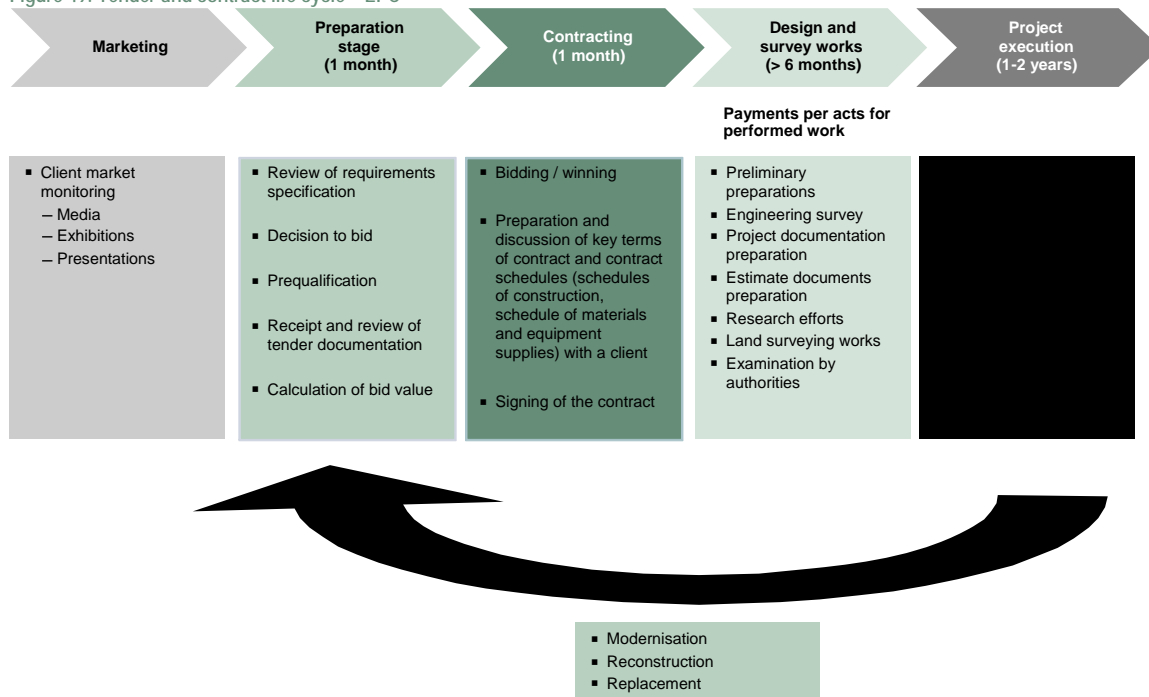 Marketing
Preparation
stage
(1 month)
Contracting
(1 month)
Design and
survey works
(> 6 months)
Project
execution
(1-2 years)
Payments per acts for
performed work
▪ Client market
monitoring
– Media
– Exhibitions
– Presentations
▪ Review of requirements
specification
▪ Decision to bid
▪ Prequalification
▪ Receipt and review of
tender documentation
▪ Calculation of bid value
▪ Bidding / winning
▪ Preparation and
discussion of key terms
of contract and contract
schedules (schedules
of construction,
schedule of materials
and equipment
supplies) with a client
▪ Signing of the contract
▪ Preliminary
preparations
▪ Engineering survey
▪ Project documentation
preparation
▪ Estimate documents
preparation
▪ Research efforts
▪ Land surveying works
▪ Examination by
authorities
▪ Modernisation
▪ Reconstruction
▪ Replacement